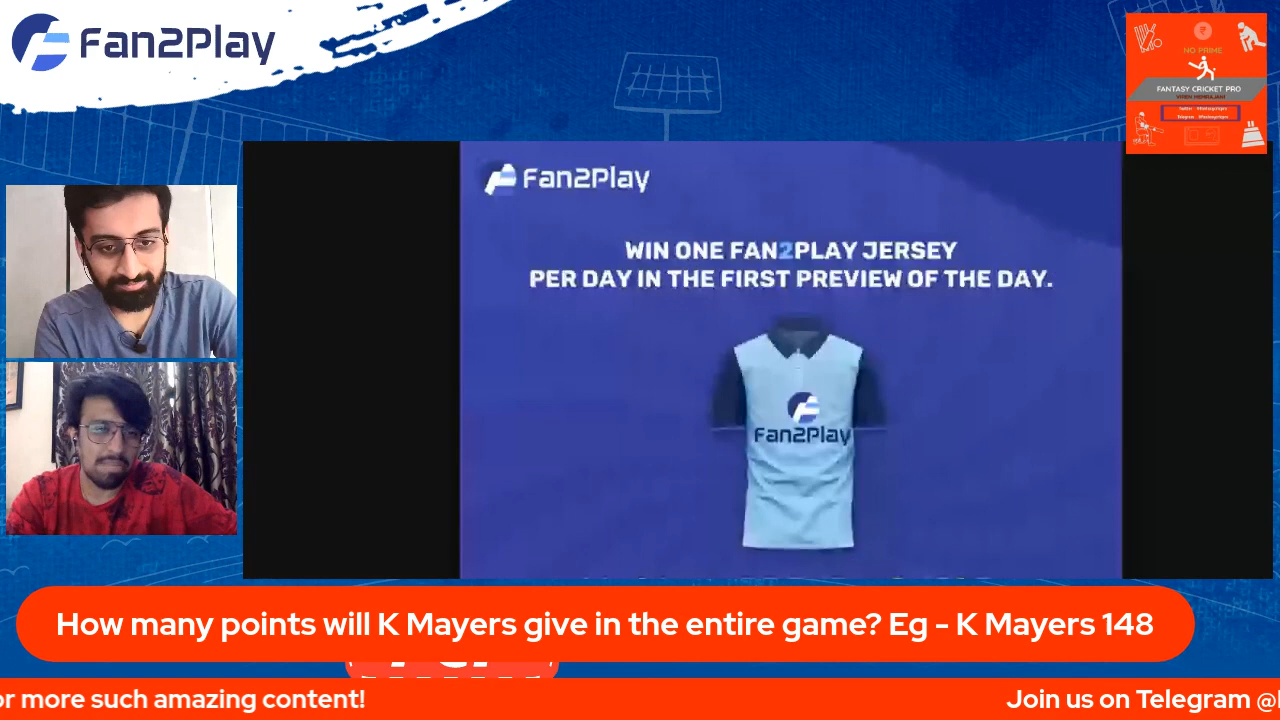 Fan2Play
NO PRIME
FANTASY CRICKET PRO
Fan2Play
WIN ONE FAN2PLAY JERSEY
PER DAY IN THE FIRST PREVIEW OF THE DAY.
Fan2Play
How many points will K Mayers give in the entire game? Eg - K Mayers 148
or more such amazing content!
Join us on Telegram @